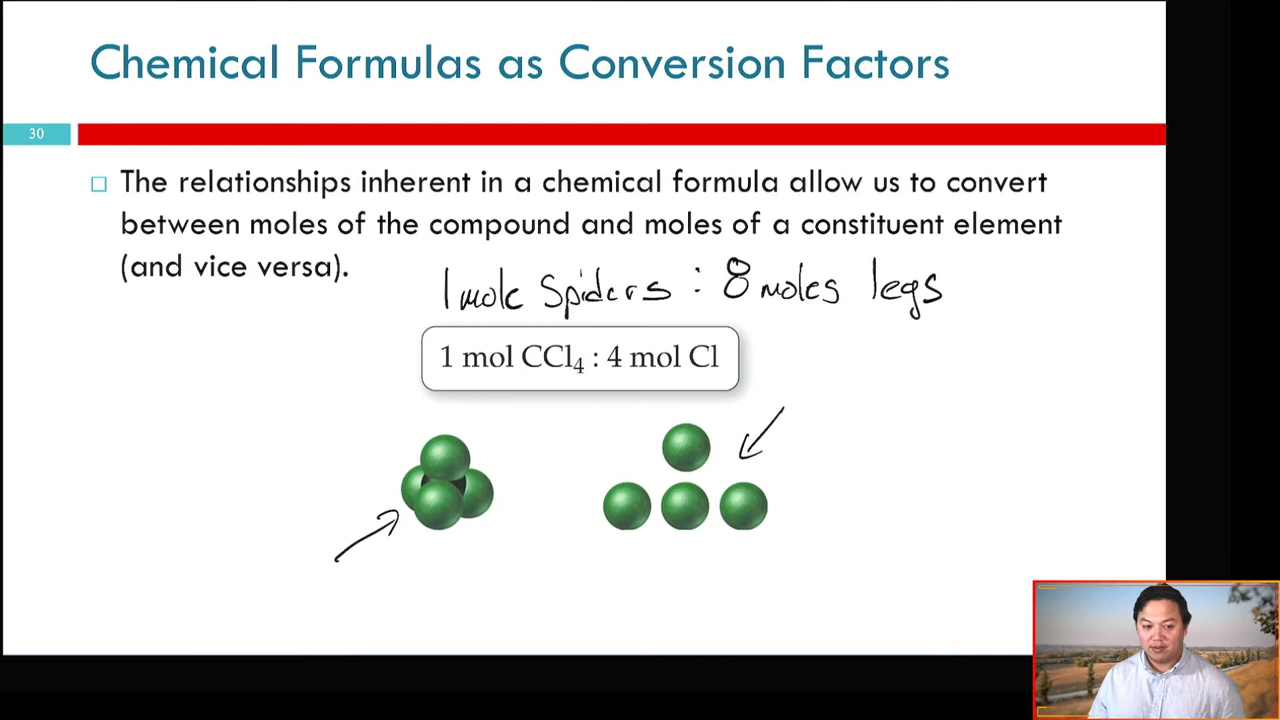 Chemical Formulas as Conversion Factors
30
The relationships inherent in a chemical formula allow us to convert
between moles of the compound and moles of a constituent element
(and vice versa).
1 mole Spiders : 8 moles legs
1 mol CCl₄ : 4 mol Cl